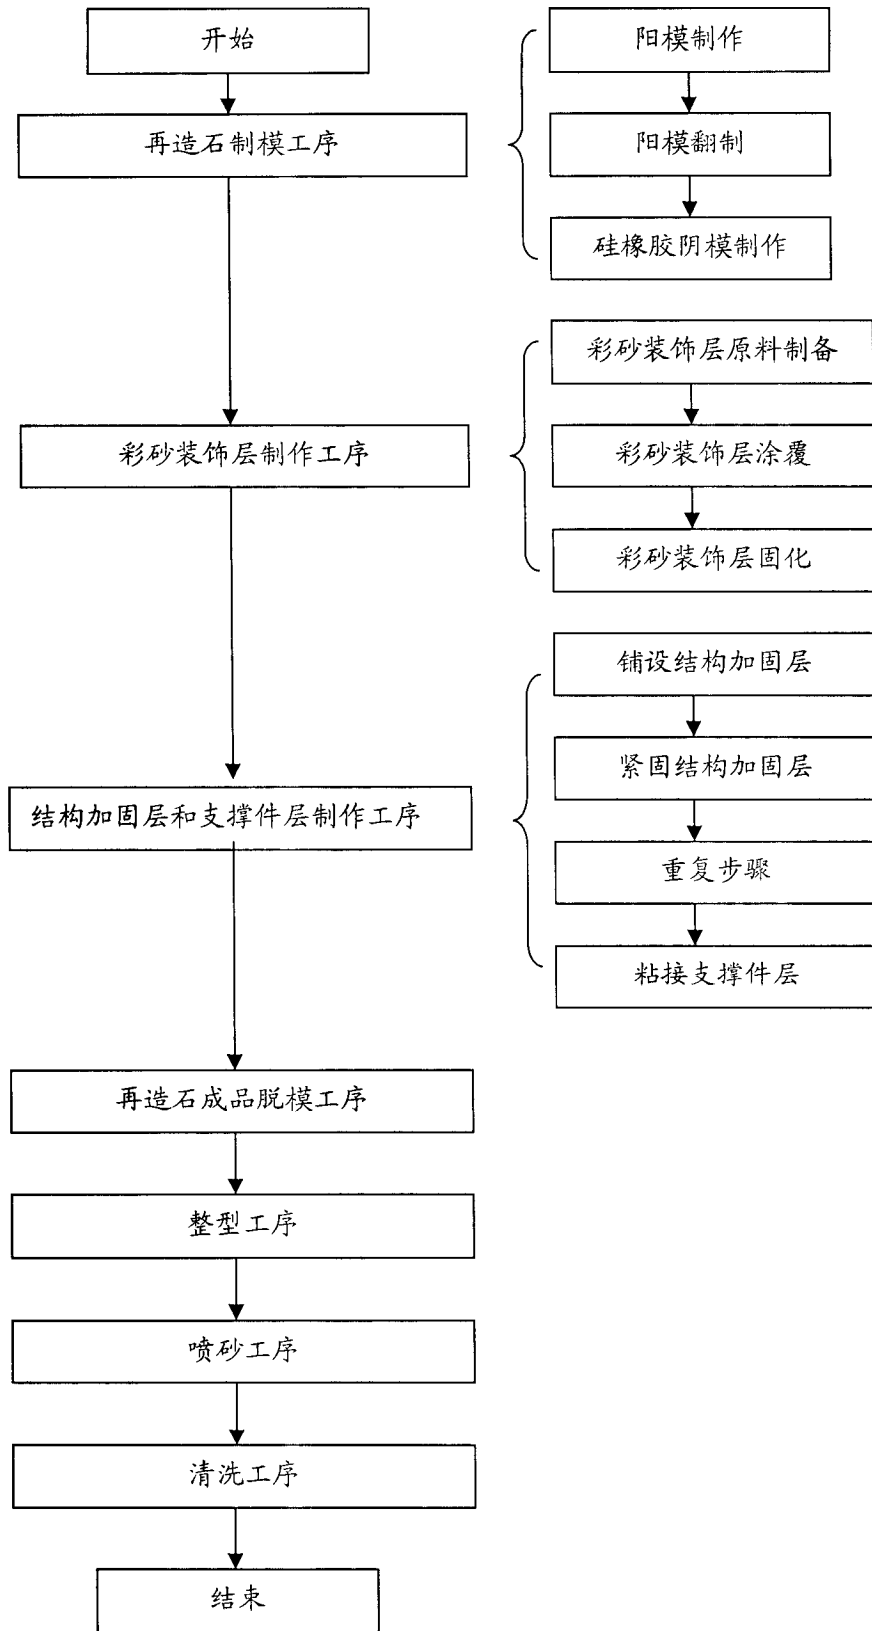 开始
再造石制模工序
阳模制作
阳模翻制
硅橡胶阴模制作
彩砂装饰层制作工序
彩砂装饰层原料制备
彩砂装饰层涂覆
彩砂装饰层固化
结构加固层和支撑件层制作工序
铺设结构加固层
紧固结构加固层
重复步骤
粘接支撑件层
再造石成品脱模工序
整型工序
喷砂工序
清洗工序
结束